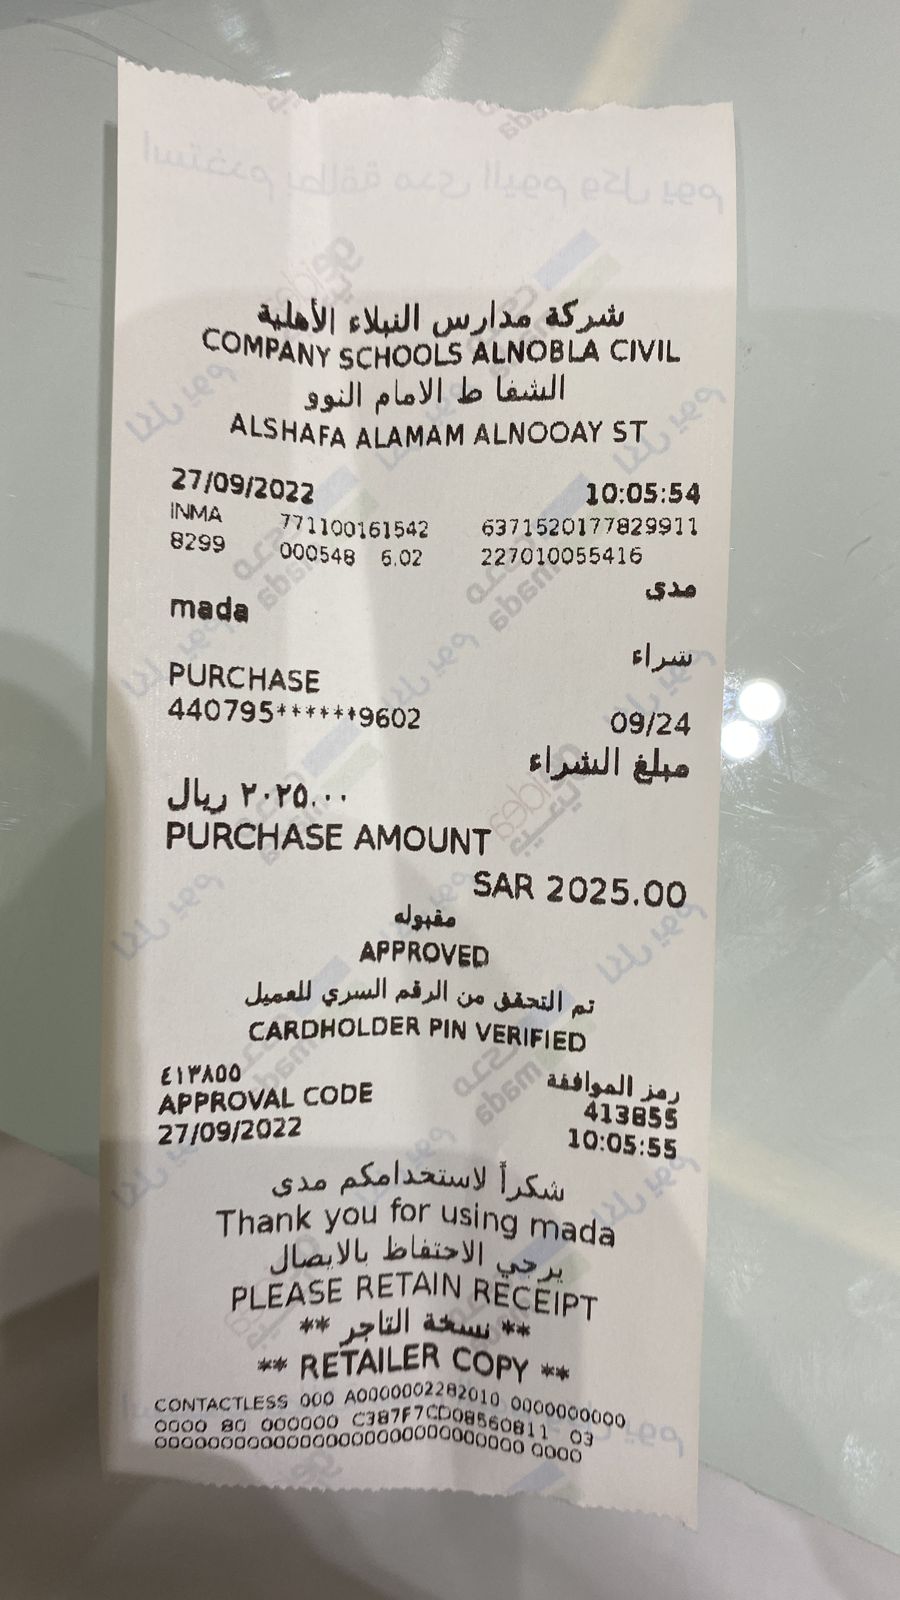 شركة مدارس النبلاء الأهلية
COMPANY SCHOOLS ALNOBLA CIVIL
الشفا ط الامام النوو
ALSHAFA ALAMAM ALNOOAY ST
27/09/2022 10:05:54
INMA 771100161542 6371520177829911
8299 000548 6.02 227010055416
مدى
mada
شراء
PURCHASE
440795******9602 09/24
مبلغ الشراء
٢٠٢٥.٠٠ ريال
PURCHASE AMOUNT
SAR 2025.00
مقبوله
APPROVED
تم التحقق من الرقم السري للعميل
CARDHOLDER PIN VERIFIED
رمز الموافقة ٤١٣٨٥٥
APPROVAL CODE 413855
27/09/2022 10:05:55
شكراً لاستخدامكم مدى
Thank you for using mada
يرجي الاحتفاظ بالايصال
PLEASE RETAIN RECEIPT
** نسخة التاجر **
** RETAILER COPY **
CONTACTLESS 000 A0000002282010 0000000000
0000 80 000000 C387F7CD08560811 03